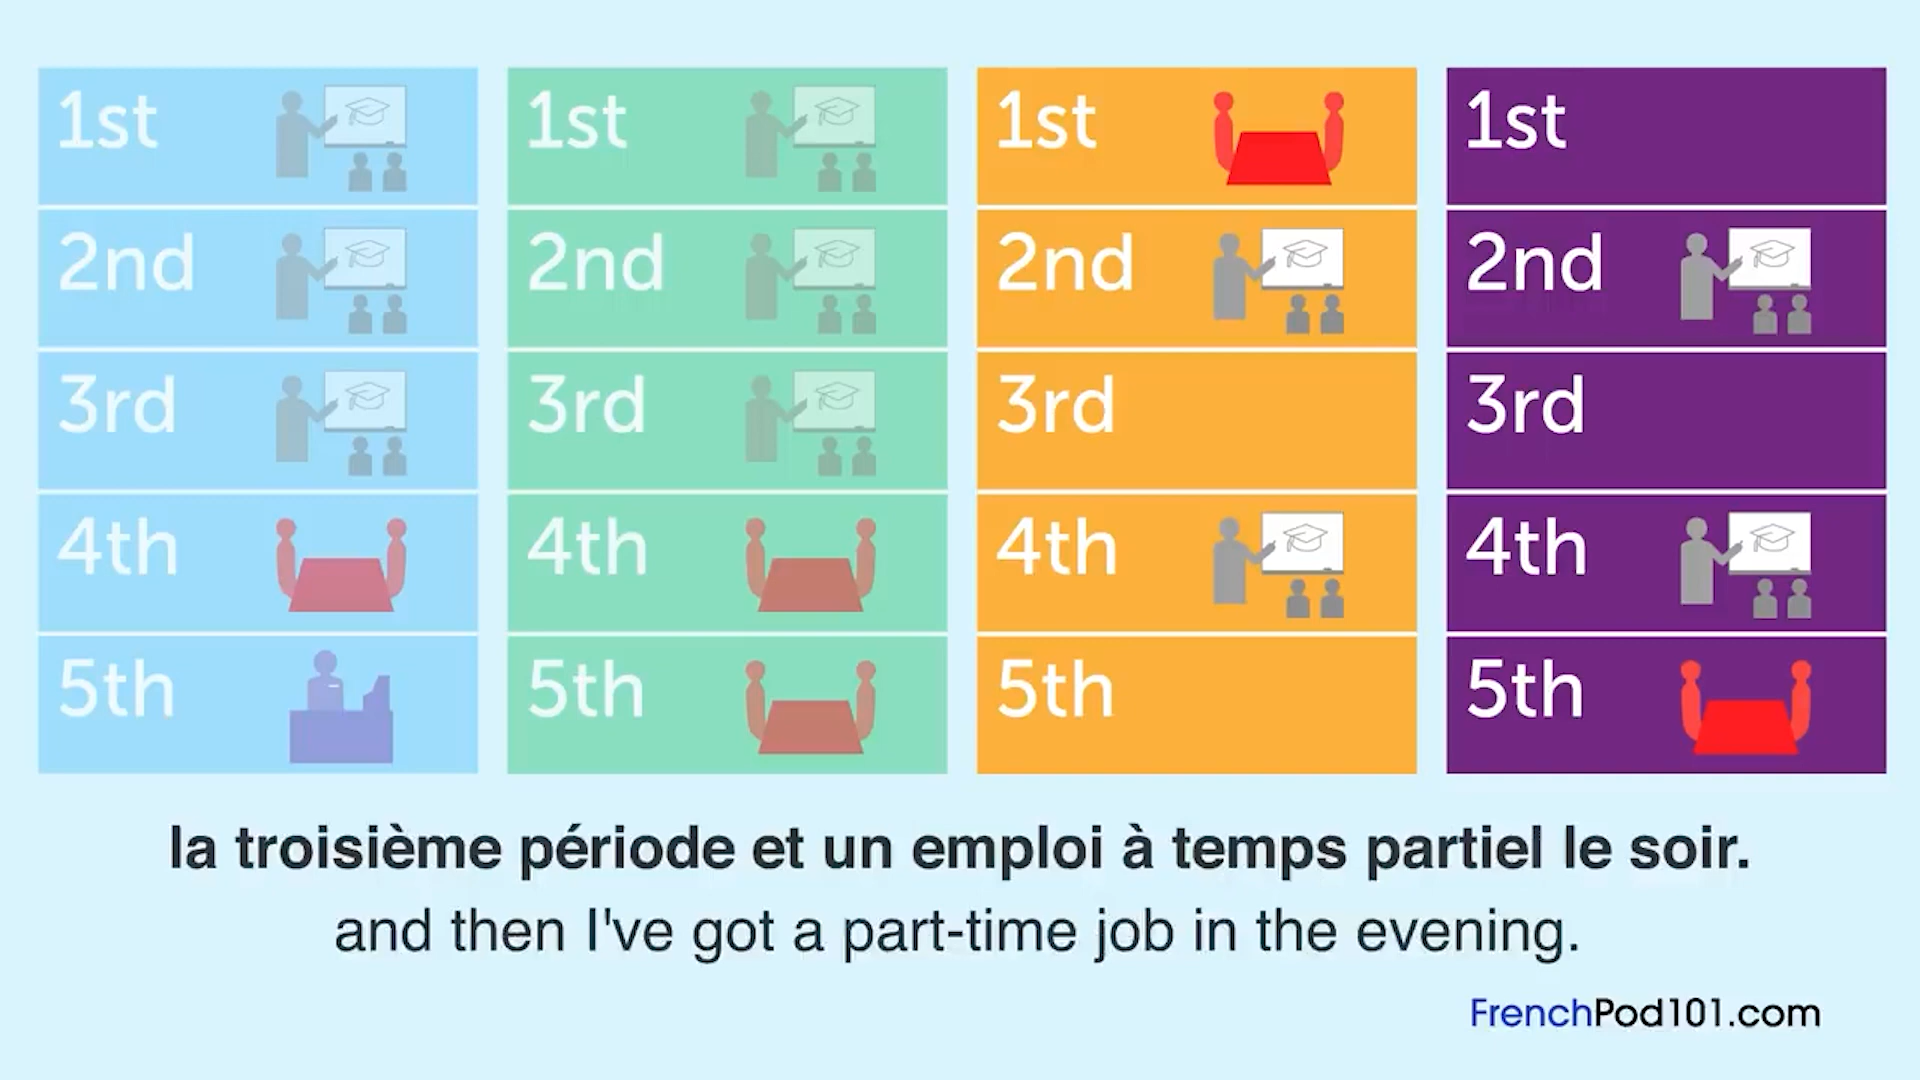 1st
2nd
3rd
4th
5th
1st
2nd
3rd
4th
5th
1st
2nd
3rd
4th
5th
1st
2nd
3rd
4th
5th
la troisième période et un emploi à temps partiel le soir.
and then I've got a part-time job in the evening.
FrenchPod101.com